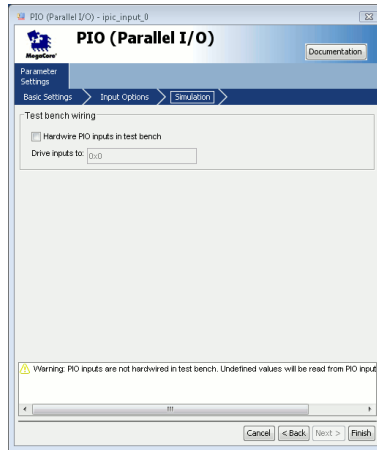 PIO (Parallel I/O) - ipic_input_0
PIO (Parallel I/O)
MegaCore'
Documentation
Parameter
Settings
Basic Settings
Input Options
Simulation
Test bench wiring
Hardwire PIO inputs in test bench
Drive inputs to: 0x0
Warning: PIO inputs are not hardwired in test bench. Undefined values will be read from PIO input
Cancel < Back Next > Finish